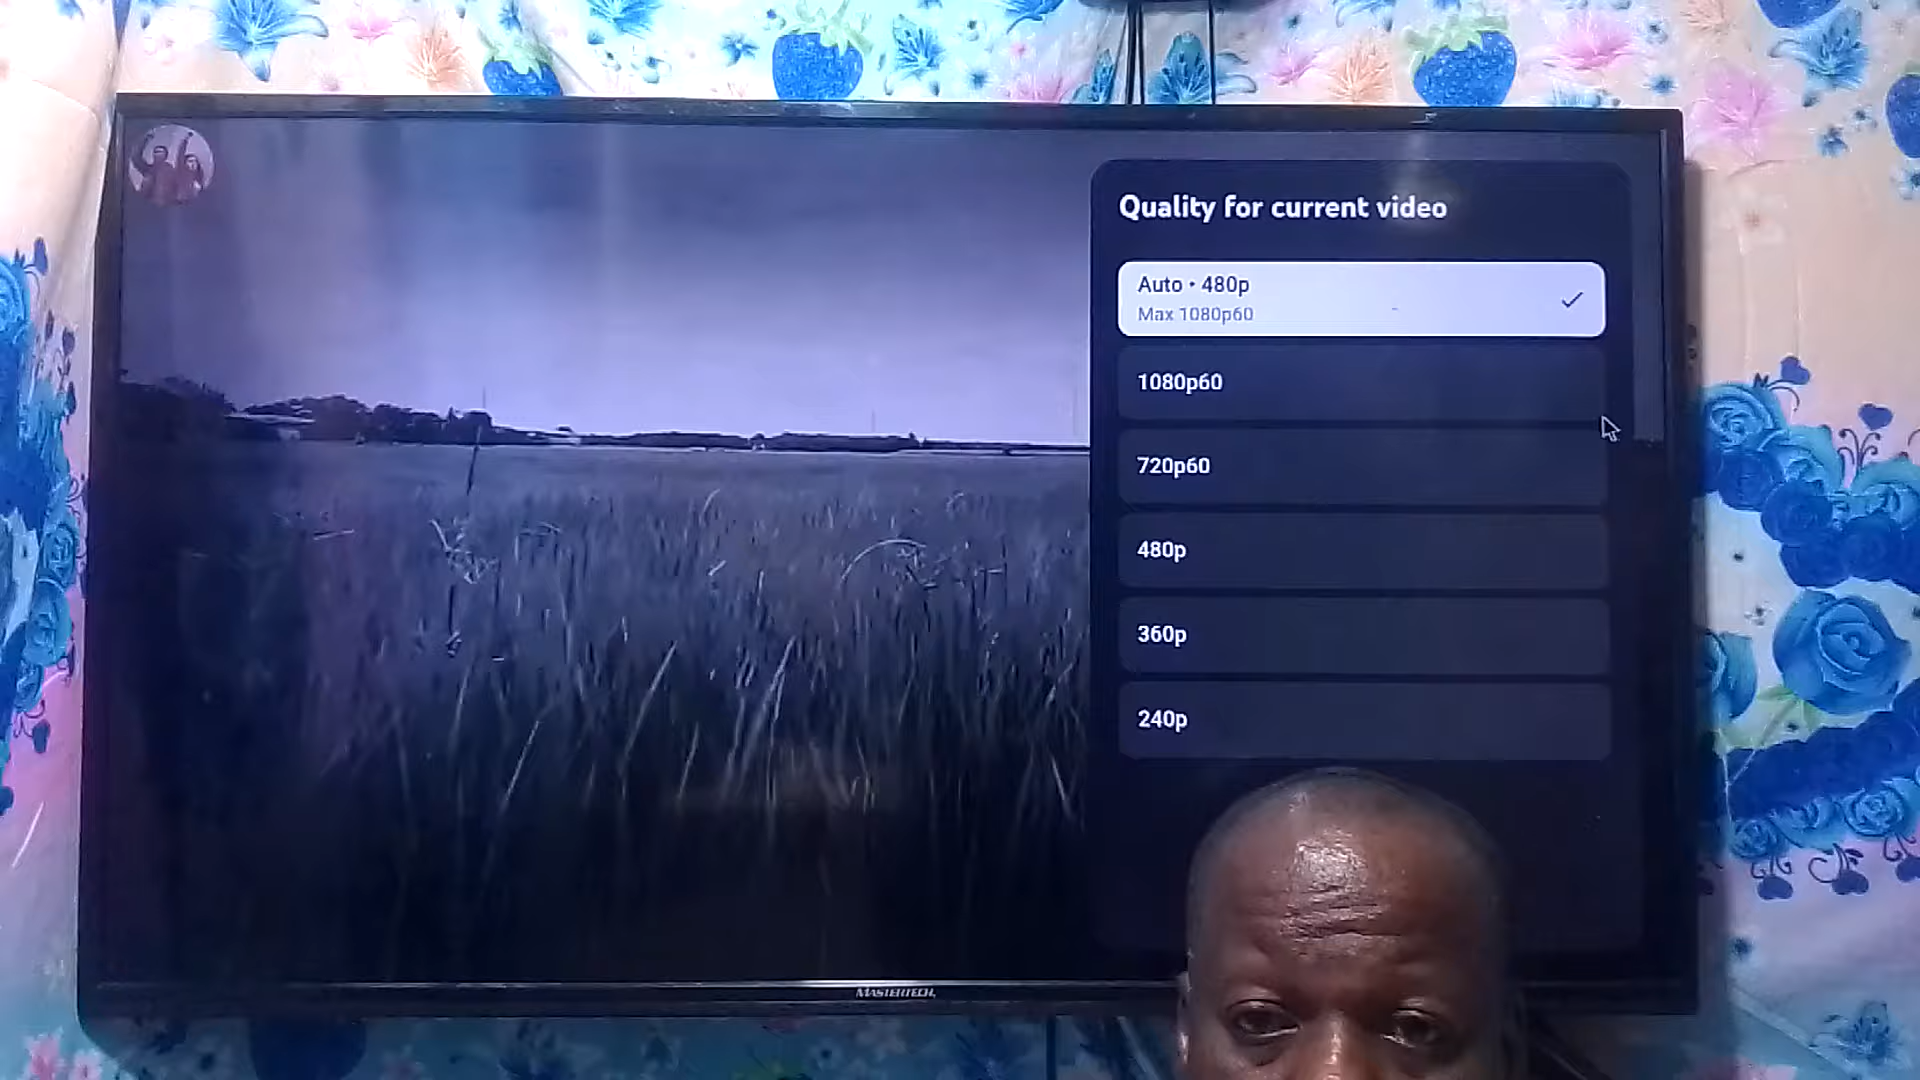 Quality for current video
Auto • 480p
Max 1080p60
1080p60
720p60
480p
360p
240p
MASTERTECH